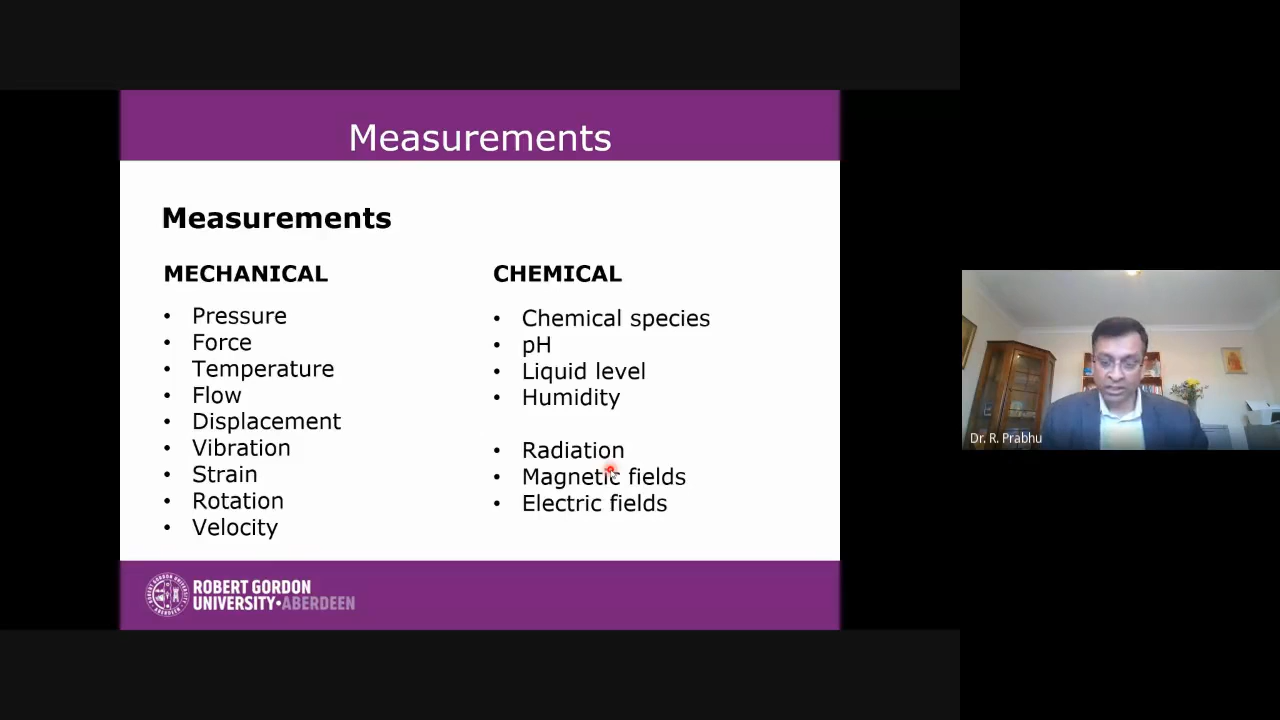 Measurements
Measurements
MECHANICAL
• Pressure
• Force
• Temperature
• Flow
• Displacement
• Vibration
• Strain
• Rotation
• Velocity
CHEMICAL
• Chemical species
• pH
• Liquid level
• Humidity
• Radiation
• Magnetic fields
• Electric fields
ROBERT GORDON
UNIVERSITY•ABERDEEN
Dr. R. Prabhu